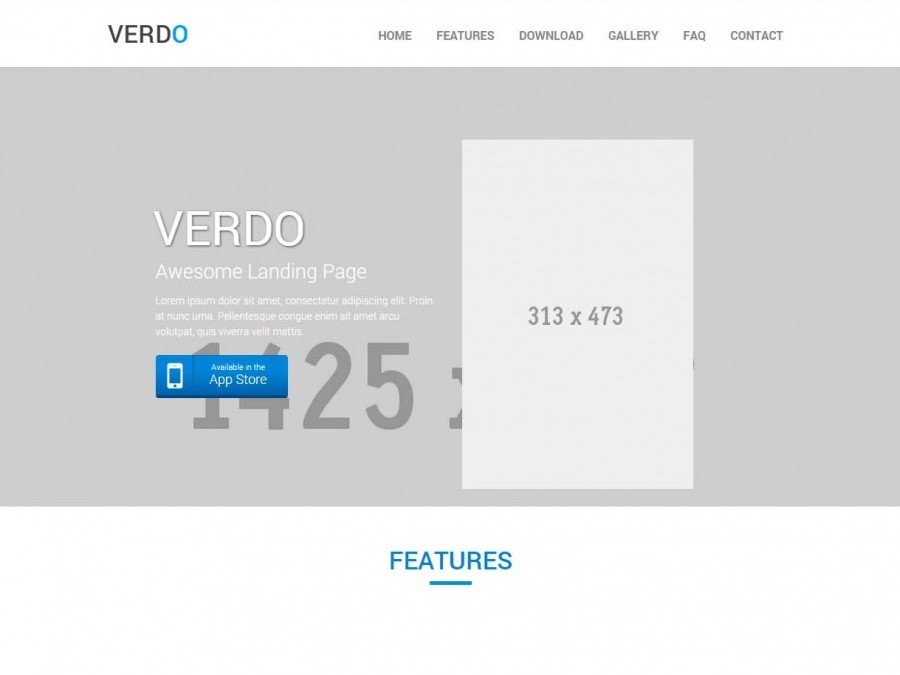 VERDO
HOME FEATURES DOWNLOAD GALLERY FAQ CONTACT
VERDO
Awesome Landing Page
Lorem ipsum dolor sit amet, consectetur adipiscing elit. Proin
at nunc urna. Pellentesque congue enim sit amet arcu
volutpat, quis viverra velit mattis.
313 x 473
1425 x
Available in the
App Store
FEATURES